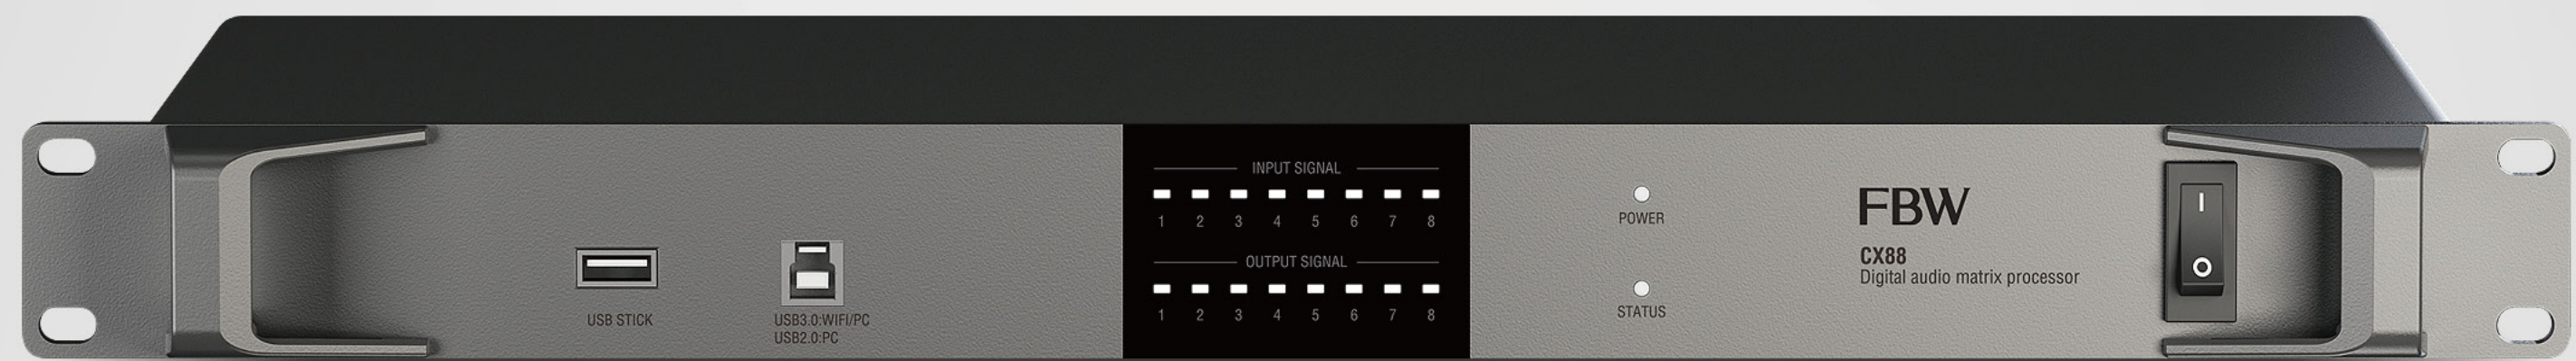 INPUT SIGNAL
1 2 3 4 5 6 7 8
OUTPUT SIGNAL
1 2 3 4 5 6 7 8
USB STICK
USB3.0:WIFI/PC
USB2.0:PC
POWER
STATUS
FBW
CX88
Digital audio matrix processor
I
O